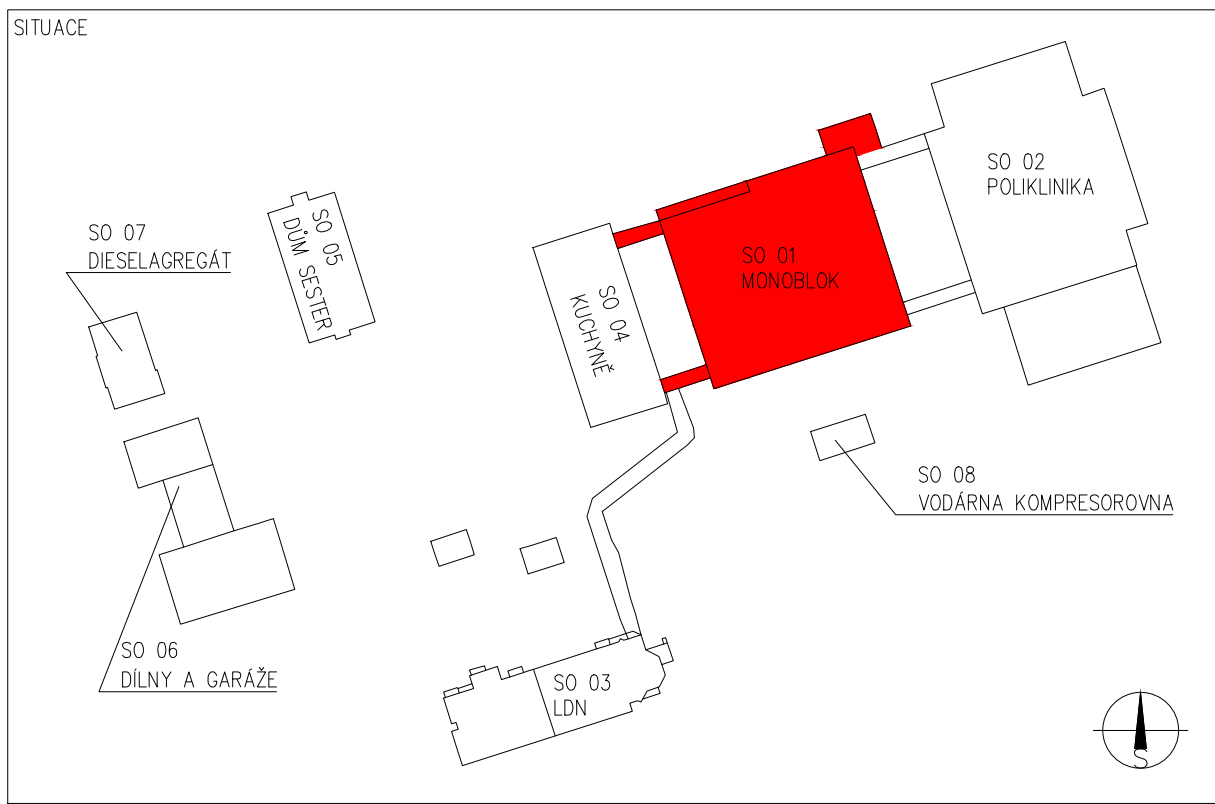 SITUACE
SO 02
POLIKLINIKA
SO 05
DŮM SESTER
SO 07
DIESELAGREGÁT
SO 01
MONOBLOK
SO 04
KUCHYNĚ
SO 08
VODÁRNA KOMPRESOROVNA
SO 06
DÍLNY A GARÁŽE
SO 03
LDN
S